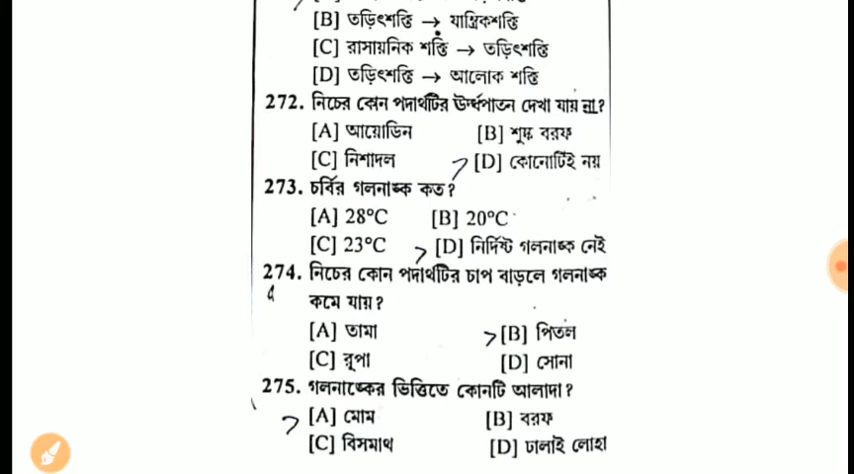 [B] তড়িৎশক্তি → যান্ত্রিকশক্তি
[C] রাসায়নিক শক্তি → তড়িৎশক্তি
[D] তড়িৎশক্তি → আলোক শক্তি
272. নিচের কোন পদার্থটির ঊর্ধ্বপাতন দেখা যায় না?
[A] আয়োডিন [B] শুষ্ক বরফ
[C] নিশাদল [D] কোনোটিই নয়
273. চর্বির গলনাঙ্ক কত?
[A] 28°C [B] 20°C
[C] 23°C [D] নির্দিষ্ট গলনাঙ্ক নেই
274. নিচের কোন পদার্থটির চাপ বাড়লে গলনাঙ্ক
কমে যায়?
[A] তামা [B] পিতল
[C] রূপা [D] সোনা
275. গলনাঙ্কের ভিত্তিতে কোনটি আলাদা?
[A] মোম [B] বরফ
[C] বিসমাথ [D] ঢালাই লোহা